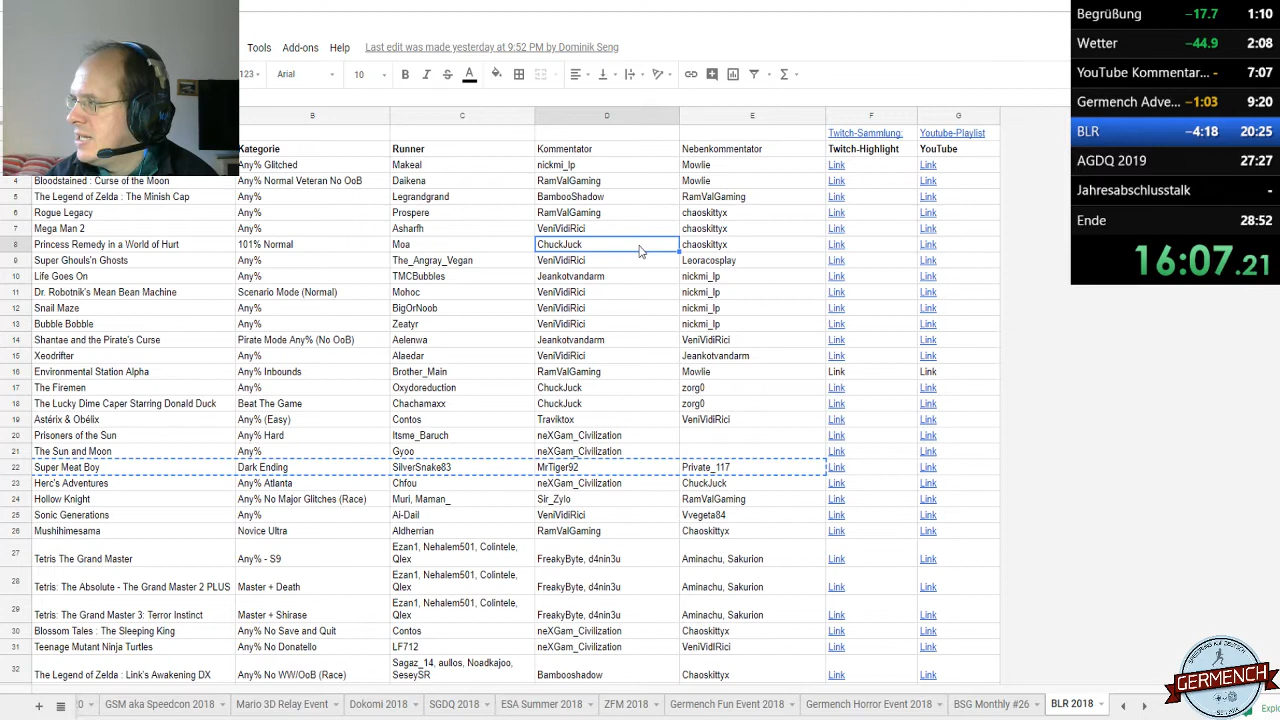 Tools Add-ons Help Last edit was made yesterday at 9:52 PM by Dominik Seng
123 Arial 10 B I S A
B C D E F G
Twitch-Sammlung: Youtube-Playlist
Kategorie Runner Kommentator Nebenkommentator Twitch-Highlight YouTube
Any% Glitched Makeal nickmi_lp Mowlie Link Link
4 Bloodstained : Curse of the Moon Any% Normal Veteran No OoB Daikena RamValGaming Mowlie Link Link
5 The Legend of Zelda : The Minish Cap Any% Legrandgrand BambooShadow RamValGaming Link Link
6 Rogue Legacy Any% Prospere RamValGaming chaoskittyx Link Link
7 Mega Man 2 Any% Asharfh VeniVidiRici chaoskittyx Link Link
8 Princess Remedy in a World of Hurt 101% Normal Moa ChuckJuck chaoskittyx Link Link
9 Super Ghouls'n Ghosts Any% The_Angray_Vegan VeniVidiRici Leoracosplay Link Link
10 Life Goes On Any% TMCBubbles Jeankotvandarm nickmi_lp Link Link
11 Dr. Robotnik's Mean Bean Machine Scenario Mode (Normal) Mohoc VeniVidiRici nickmi_lp Link Link
12 Snail Maze Any% BigOrNoob VeniVidiRici nickmi_lp Link Link
13 Bubble Bobble Any% Zeatyr VeniVidiRici nickmi_lp Link Link
14 Shantae and the Pirate's Curse Pirate Mode Any% (No OoB) Aelenwa Jeankotvandarm VeniVidiRici Link Link
15 Xeodrifter Any% Alaedar VeniVidiRici Jeankotvandarm Link Link
16 Environmental Station Alpha Any% Inbounds Brother_Main RamValGaming Mowlie Link Link
17 The Firemen Any% Oxydoreduction ChuckJuck zorg0 Link Link
18 The Lucky Dime Caper Starring Donald Duck Beat The Game Chachamaxx ChuckJuck zorg0 Link Link
19 Astérix & Obélix Any% (Easy) Contos Traviktox VeniVidiRici Link Link
20 Prisoners of the Sun Any% Hard Itsme_Baruch neXGam_Civilization Link Link
21 The Sun and Moon Any% Gyoo neXGam_Civilization Link Link
22 Super Meat Boy Dark Ending SilverSnake83 MrTiger92 Private_117 Link Link
23 Herc's Adventures Any% Atlanta Chfou neXGam_Civilization ChuckJuck Link Link
24 Hollow Knight Any% No Major Glitches (Race) Muri, Maman_ Sir_Zylo RamValGaming Link Link
25 Sonic Generations Any% Ai-Dail VeniVidiRici Vvegeta84 Link Link
26 Mushihimesama Novice Ultra Aldherrian RamValGaming Chaoskittyx Link Link
27 Tetris The Grand Master Any% - S9 Ezan1, Nehalem501, Colintele, Qlex FreakyByte, d4nin3u Aminachu, Sakurion Link Link
28 Tetris: The Absolute - The Grand Master 2 PLUS Master + Death Ezan1, Nehalem501, Colintele, Qlex FreakyByte, d4nin3u Aminachu, Sakurion Link Link
29 Tetris: The Grand Master 3: Terror Instinct Master + Shirase Ezan1, Nehalem501, Colintele, Qlex FreakyByte, d4nin3u Aminachu, Sakurion Link Link
30 Blossom Tales : The Sleeping King Any% No Save and Quit Contos neXGam_Civilization Chaoskittyx Link Link
31 Teenage Mutant Ninja Turtles Any% No Donatello LF712 neXGam_Civilization VeniVidiRici Link Link
32 The Legend of Zelda : Link's Awakening DX Any% No WW/OoB (Race) Sagaz_14, aullos, Noadkajoo, SeseySR Bambooshadow RamValGaming Link Link
GSM aka Speedcon 2018 Mario 3D Relay Event Dokomi 2018 SGDQ 2 ESA Summer 2018 ZFM 2018 Germench Fun Event 2018 Germench Horror Event 2018 BSG Monthly #26 BLR 2018 Explo
Begrüßung −17.7 1:10
Wetter −44.9 2:08
YouTube Kommentar... - 7:07
Germench Adve... −1:03 9:20
BLR −4:18 20:25
AGDQ 2019 27:27
Jahresabschlusstalk -
Ende 28:52
16:07.21
GERMENCH